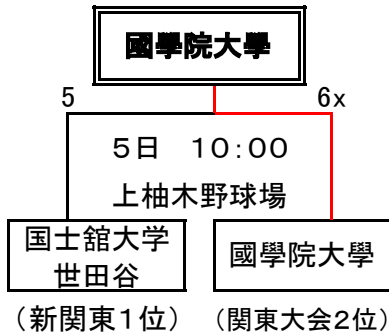 國學院大學
5 6x
5日 10:00
上柚木野球場
国士舘大学 國學院大學
世田谷
(新関東1位) (関東大会2位)